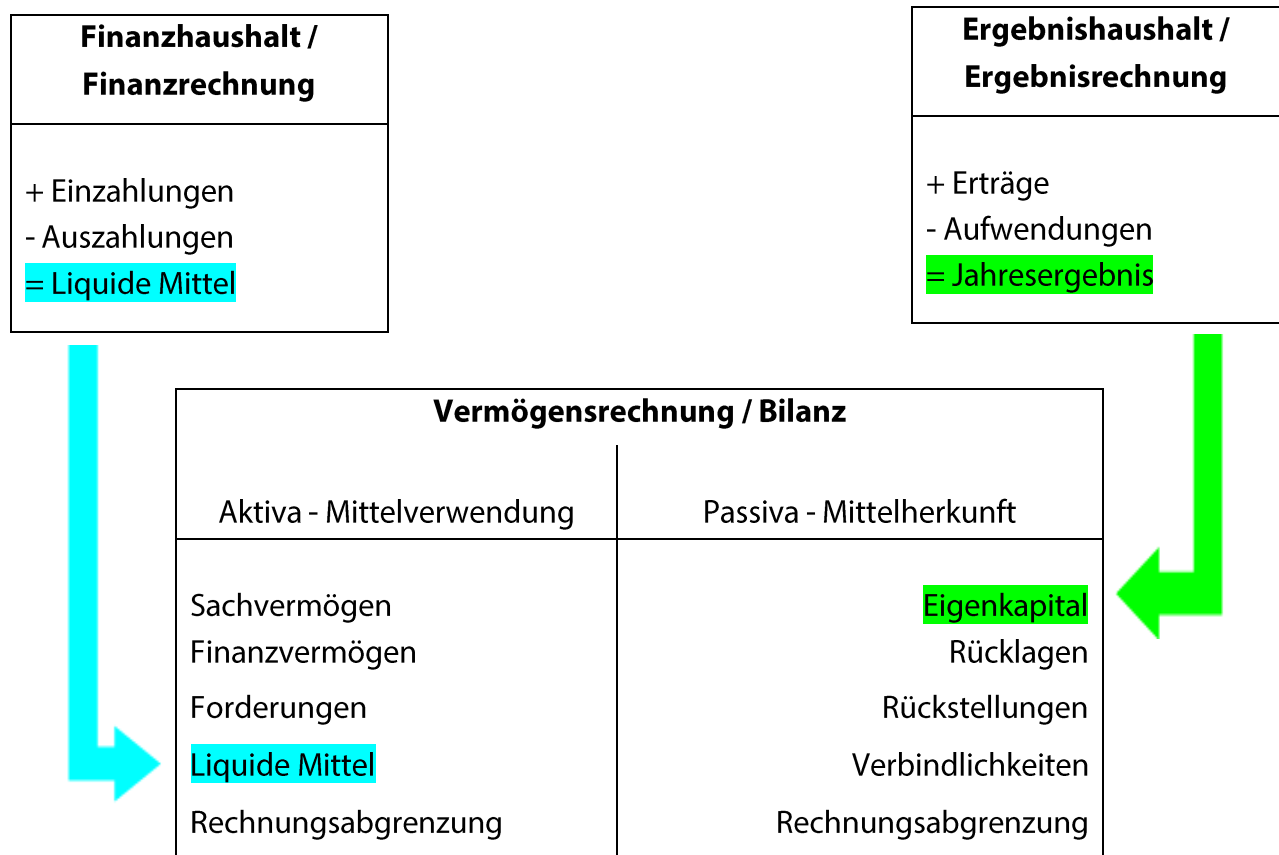 Finanzhaushalt /
Finanzrechnung
+ Einzahlungen
- Auszahlungen
= Liquide Mittel
Ergebnishaushalt /
Ergebnisrechnung
+ Erträge
- Aufwendungen
= Jahresergebnis
Vermögensrechnung / Bilanz
Aktiva - Mittelverwendung
Passiva - Mittelherkunft
Sachvermögen
Finanzvermögen
Forderungen
Liquide Mittel
Rechnungsabgrenzung
Eigenkapital
Rücklagen
Rückstellungen
Verbindlichkeiten
Rechnungsabgrenzung